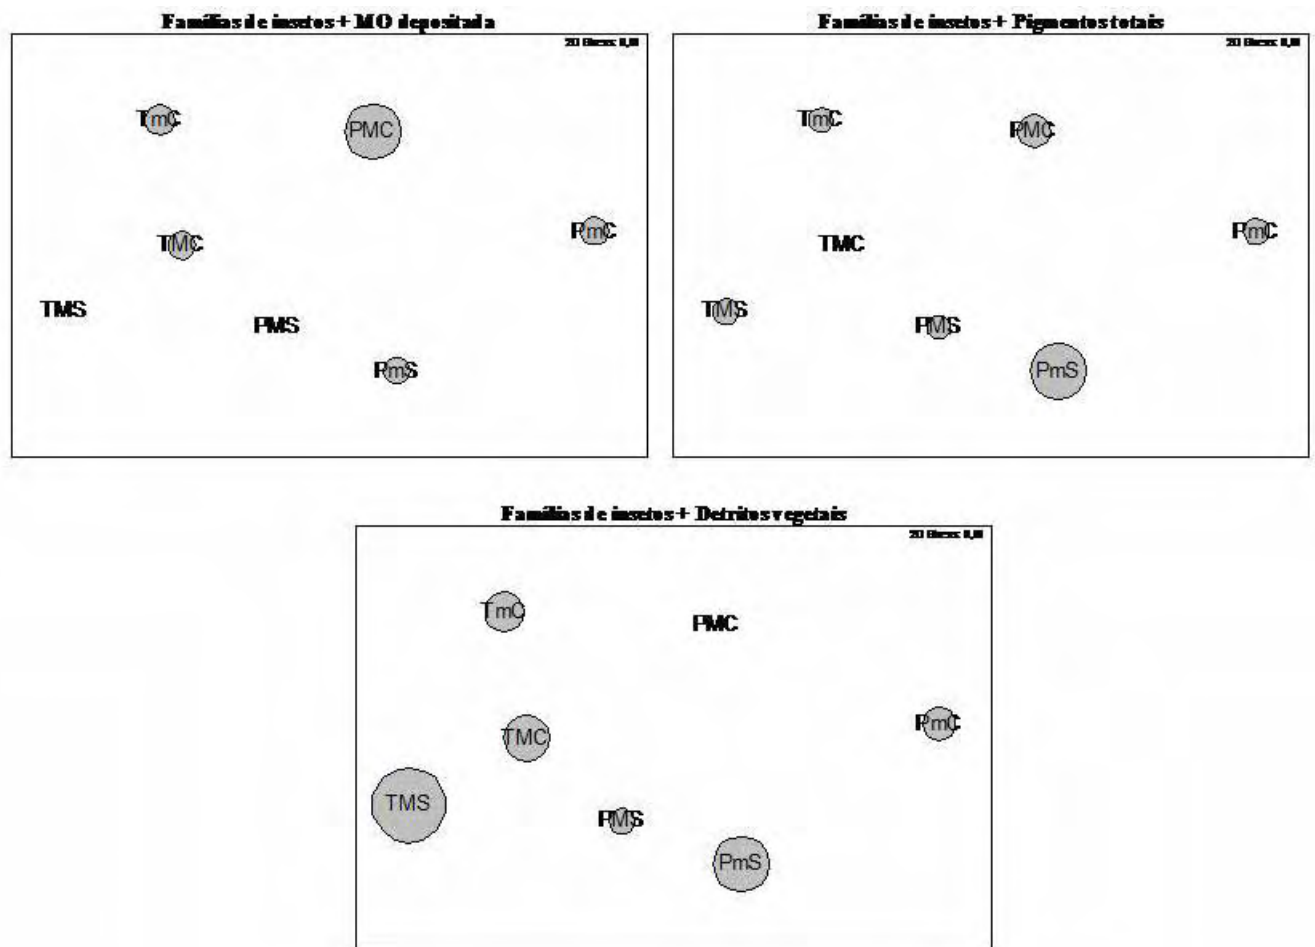 Famílias de insetos + MO depositada
TmC
PMC
PmC
TMC
TMS
PMS
PmS
Famílias de insetos + Pigmentos totais
TmC
PMC
PmC
TMC
TMS
PMS
PmS
Famílias de insetos + Detritos vegetais
TmC
PMC
PmC
TMC
TMS
PMS
PmS